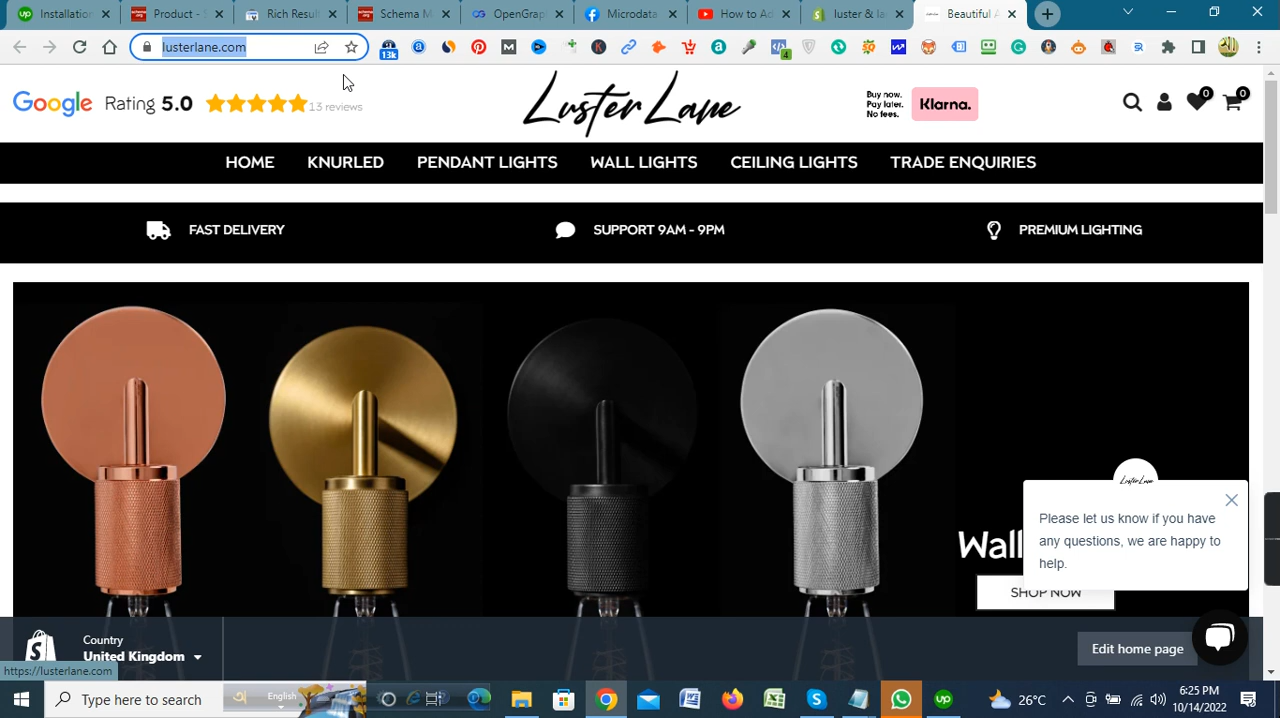 Installation
Product - S
Rich Resul
Schema M
OpenGrap
Microdata
How to Ad
luster & la
Beautiful A
lusterlane.com
13k
4
Google Rating 5.0 13 reviews
Luster Lane
Buy now.
Pay later.
No fees.
Klarna.
0
0
HOME KNURLED PENDANT LIGHTS WALL LIGHTS CEILING LIGHTS TRADE ENQUIRIES
FAST DELIVERY SUPPORT 9AM - 9PM PREMIUM LIGHTING
Luster Lane
Please let us know if you have
any questions, we are happy to
help.
Wall
SHOP NOW
Country
United Kingdom
Edit home page
https://lusterlane.com
Type here to search
English
26°C
6:25 PM
10/14/2022